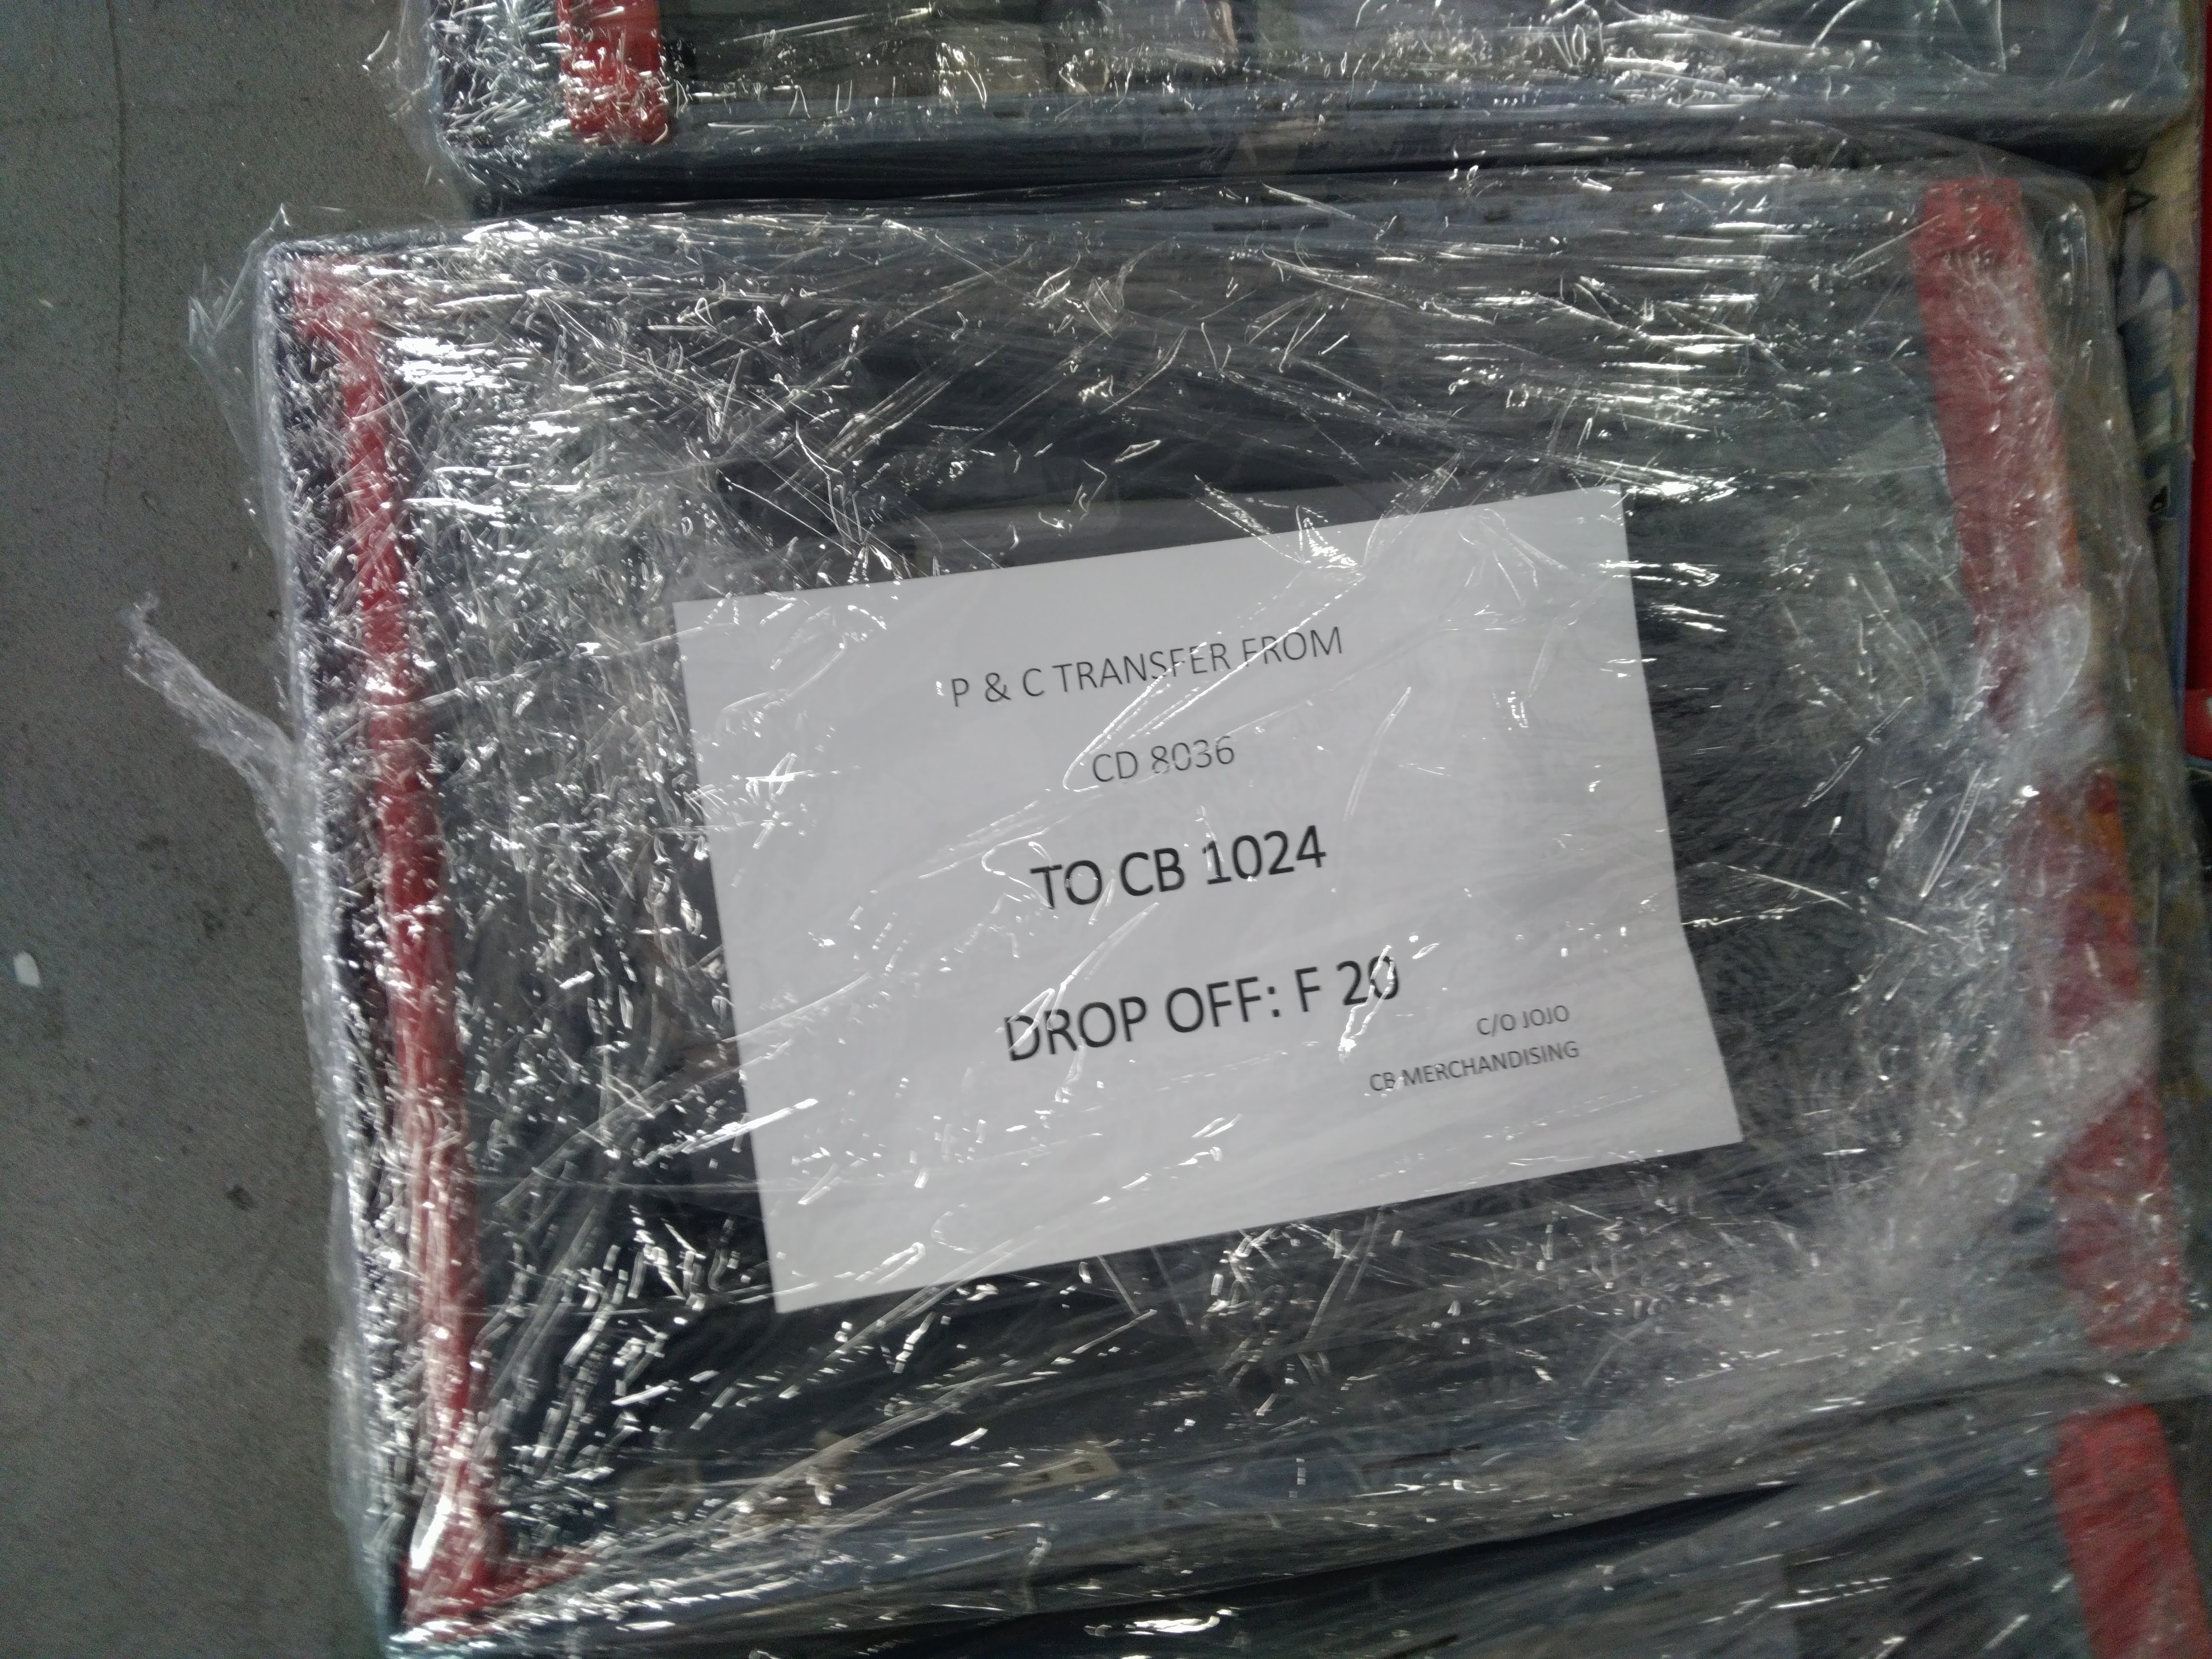 P & C TRANSFER FROM
CD 8036
TO CB 1024
DROP OFF: F 20
C/O JOJO
CB MERCHANDISING